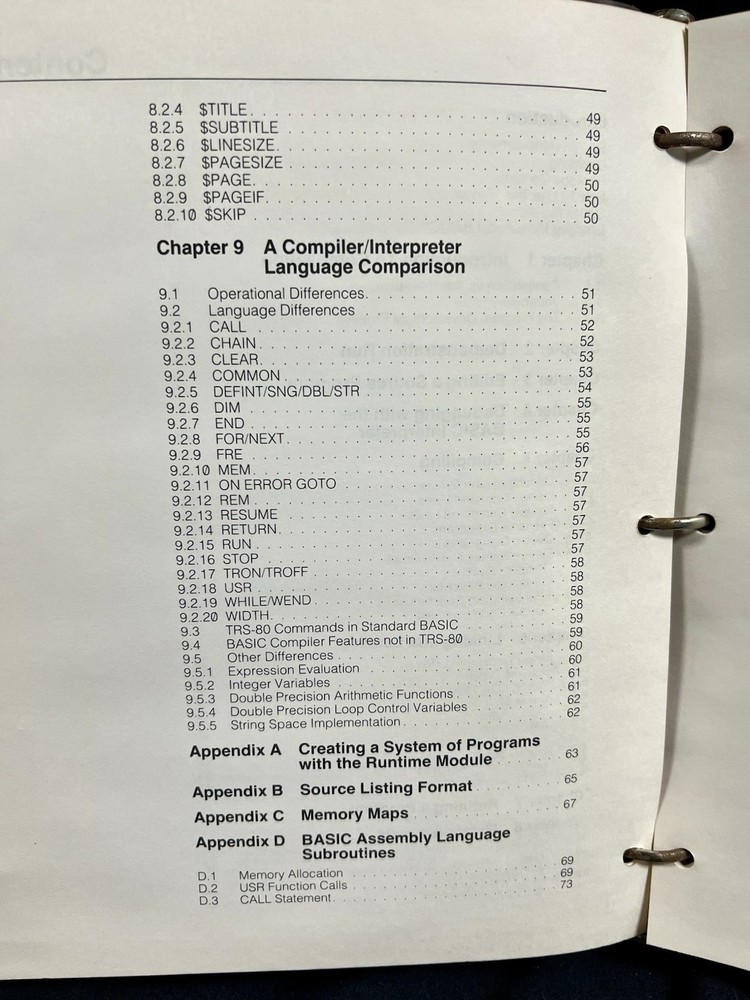 8.2.4 $TITLE. . . . . . . . . . 49
8.2.5 $SUBTITLE . . . . . . . . . . 49
8.2.6 $LINESIZE. . . . . . . . . . 49
8.2.7 $PAGESIZE . . . . . . . . . . 49
8.2.8 $PAGE. . . . . . . . . . 50
8.2.9 $PAGEIF. . . . . . . . . . 50
8.2.10 $SKIP . . . . . . . . . . 50
Chapter 9 A Compiler/Interpreter
Language Comparison
9.1 Operational Differences. . . . . . . . . . 51
9.2 Language Differences . . . . . . . . . . 51
9.2.1 CALL . . . . . . . . . . 52
9.2.2 CHAIN. . . . . . . . . . 52
9.2.3 CLEAR. . . . . . . . . . 53
9.2.4 COMMON. . . . . . . . . . 53
9.2.5 DEFINT/SNG/DBL/STR . . . . . . . . . . 54
9.2.6 DIM . . . . . . . . . . 55
9.2.7 END . . . . . . . . . . 55
9.2.8 FOR/NEXT. . . . . . . . . . 55
9.2.9 FRE . . . . . . . . . . 56
9.2.10 MEM. . . . . . . . . . 57
9.2.11 ON ERROR GOTO . . . . . . . . . . 57
9.2.12 REM . . . . . . . . . . 57
9.2.13 RESUME . . . . . . . . . . 57
9.2.14 RETURN. . . . . . . . . . 57
9.2.15 RUN . . . . . . . . . . 57
9.2.16 STOP . . . . . . . . . . 57
9.2.17 TRON/TROFF . . . . . . . . . . 58
9.2.18 USR . . . . . . . . . . 58
9.2.19 WHILE/WEND. . . . . . . . . . 58
9.2.20 WIDTH. . . . . . . . . . 58
9.3 TRS-80 Commands in Standard BASIC . . . . . . . . . . 59
9.4 BASIC Compiler Features not in TRS-80 . . . . . . . . . . 59
9.5 Other Differences . . . . . . . . . . 60
9.5.1 Expression Evaluation . . . . . . . . . . 60
9.5.2 Integer Variables . . . . . . . . . . 61
9.5.3 Double Precision Arithmetic Functions . . . . . . . . . . 61
9.5.4 Double Precision Loop Control Variables . . . . . . . . . . 62
9.5.5 String Space Implementation. . . . . . . . . . 62
Appendix A Creating a System of Programs
with the Runtime Module . . . . . . . . . . 63
Appendix B Source Listing Format . . . . . . . . . . 65
Appendix C Memory Maps . . . . . . . . . . 67
Appendix D BASIC Assembly Language
Subroutines
D.1 Memory Allocation . . . . . . . . . . 69
D.2 USR Function Calls . . . . . . . . . . 69
D.3 CALL Statement. . . . . . . . . . 73